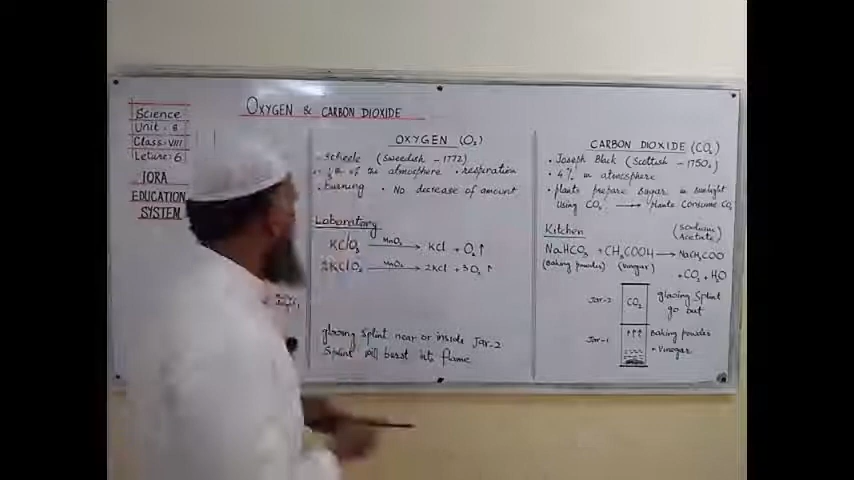 Science
Unit - 8
Class - VIII
Leture: 6
IQRA
EDUCATION
SYSTEM
OXYGEN & CARBON DIOXIDE
OXYGEN (O₂)
Scheele (Sweedish - 1772)
of the atmosphere • respiration
• burning • No decrease of amount
Laboratory
KClO₃ MnO₂→ KCl + O₂↑
2KClO₃ MnO₂→ 2KCl + 3O₂↑
glowing splint near or inside Jar-2
Splint will burst into flame
CARBON DIOXIDE (CO₂)
• Joseph Black (Scottish - 1750s)
• 4% in atmosphere
• plants prepare sugar in sunlight
using CO₂ → Plants Consume CO₂
Kitchen
(Sodium Acetate)
NaHCO₃ + CH₃COOH → NaCH₃COO
(Baking powder) (Vinegar)
+ CO₂ + H₂O
Jar-2 CO₂ glowing Splint
go out
Jar-1 ↑↑↑ Baking powder
+ Vinegar